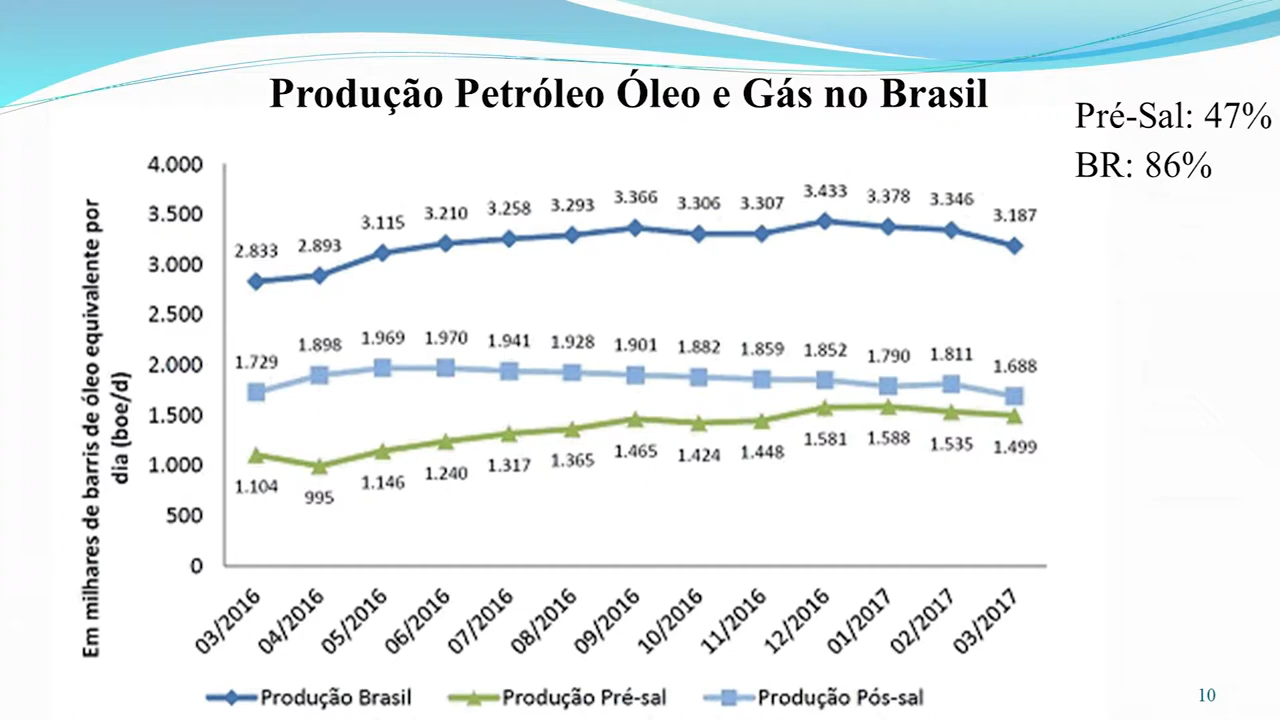 Produção Petróleo Óleo e Gás no Brasil
Pré-Sal: 47%
BR: 86%
Em milhares de barris de óleo equivalente por
dia (boe/d)
4.000
3.500
3.000
2.500
2.000
1.500
1.000
500
0
2.833 2.893 3.115 3.210 3.258 3.293 3.366 3.306 3.307 3.433 3.378 3.346 3.187
1.729 1.898 1.969 1.970 1.941 1.928 1.901 1.882 1.859 1.852 1.790 1.811 1.688
1.104 995 1.146 1.240 1.317 1.365 1.465 1.424 1.448 1.581 1.588 1.535 1.499
03/2016 04/2016 05/2016 06/2016 07/2016 08/2016 09/2016 10/2016 11/2016 12/2016 01/2017 02/2017 03/2017
Produção Brasil Produção Pré-sal Produção Pós-sal
10